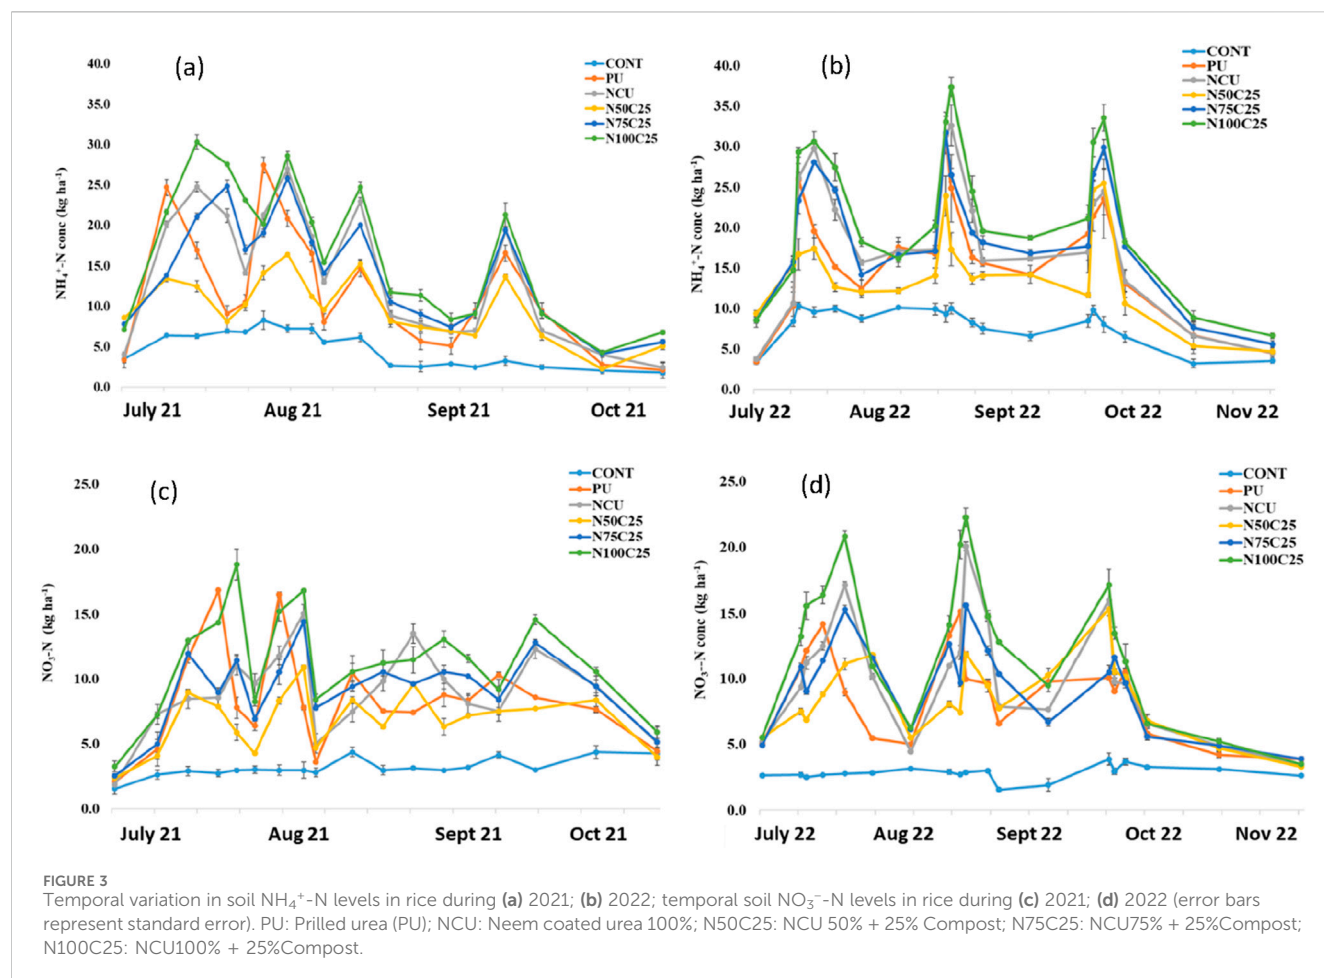 (a)
40.0
35.0
30.0
25.0
20.0
15.0
10.0
5.0
0.0
NH₄⁺-N conc (kg ha⁻¹)
CONT
PU
NCU
N50C25
N75C25
N100C25
July 21 Aug 21 Sept 21 Oct 21
(b)
40.0
35.0
30.0
25.0
20.0
15.0
10.0
5.0
0.0
NH₄⁺-N conc (kg ha⁻¹)
CONT
PU
NCU
N50C25
N75C25
N100C25
July 22 Aug 22 Sept 22 Oct 22 Nov 22
(c)
25.0
20.0
15.0
10.0
5.0
0.0
NO₃-N (kg ha⁻¹)
CONT
PU
NCU
N50C25
N75C25
N100C25
July 21 Aug 21 Sept 21 Oct 21
(d)
25.0
20.0
15.0
10.0
5.0
0.0
NO₃--N conc (kg ha⁻¹)
CONT
PU
NCU
N50C25
N75C25
N100C25
July 22 Aug 22 Sept 22 Oct 22 Nov 22
FIGURE 3
Temporal variation in soil NH₄⁺-N levels in rice during (a) 2021; (b) 2022; temporal soil NO₃⁻-N levels in rice during (c) 2021; (d) 2022 (error bars
represent standard error). PU: Prilled urea (PU); NCU: Neem coated urea 100%; N50C25: NCU 50% + 25% Compost; N75C25: NCU75% + 25%Compost;
N100C25: NCU100% + 25%Compost.